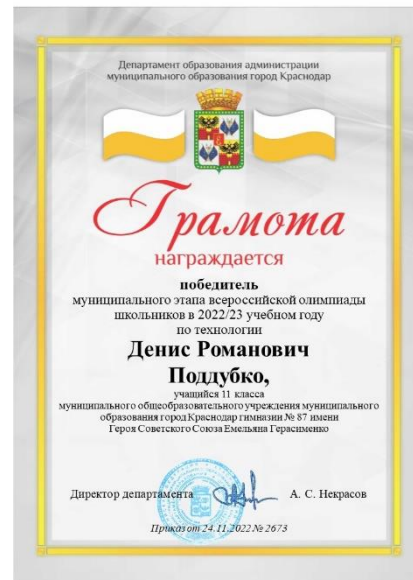 Департамент образования администрации
муниципального образования город Краснодар
Грамота
награждается
победитель
муниципального этапа всероссийской олимпиады
школьников в 2022/23 учебном году
по технологии
Денис Романович
Поддубко,
учащийся 11 класса
муниципального общеобразовательного учреждения муниципального
образования город Краснодар гимназии № 87 имени
Героя Советского Союза Емельяна Герасименко
Директор департамента А. С. Некрасов
Приказ от 24.11.2022 № 2673